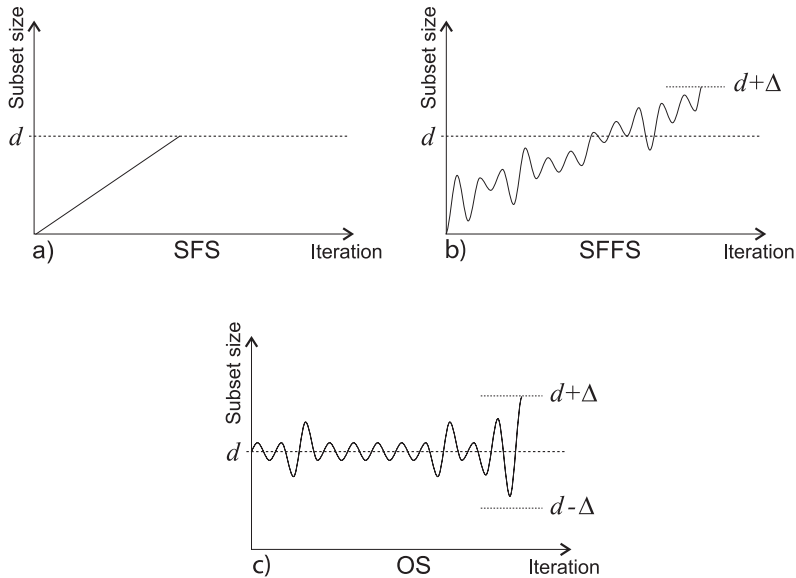 Subset size
d
a)
SFS
Iteration
Subset size
d
d+Δ
b)
SFFS
Iteration
Subset size
d
d+Δ
d-Δ
c)
OS
Iteration